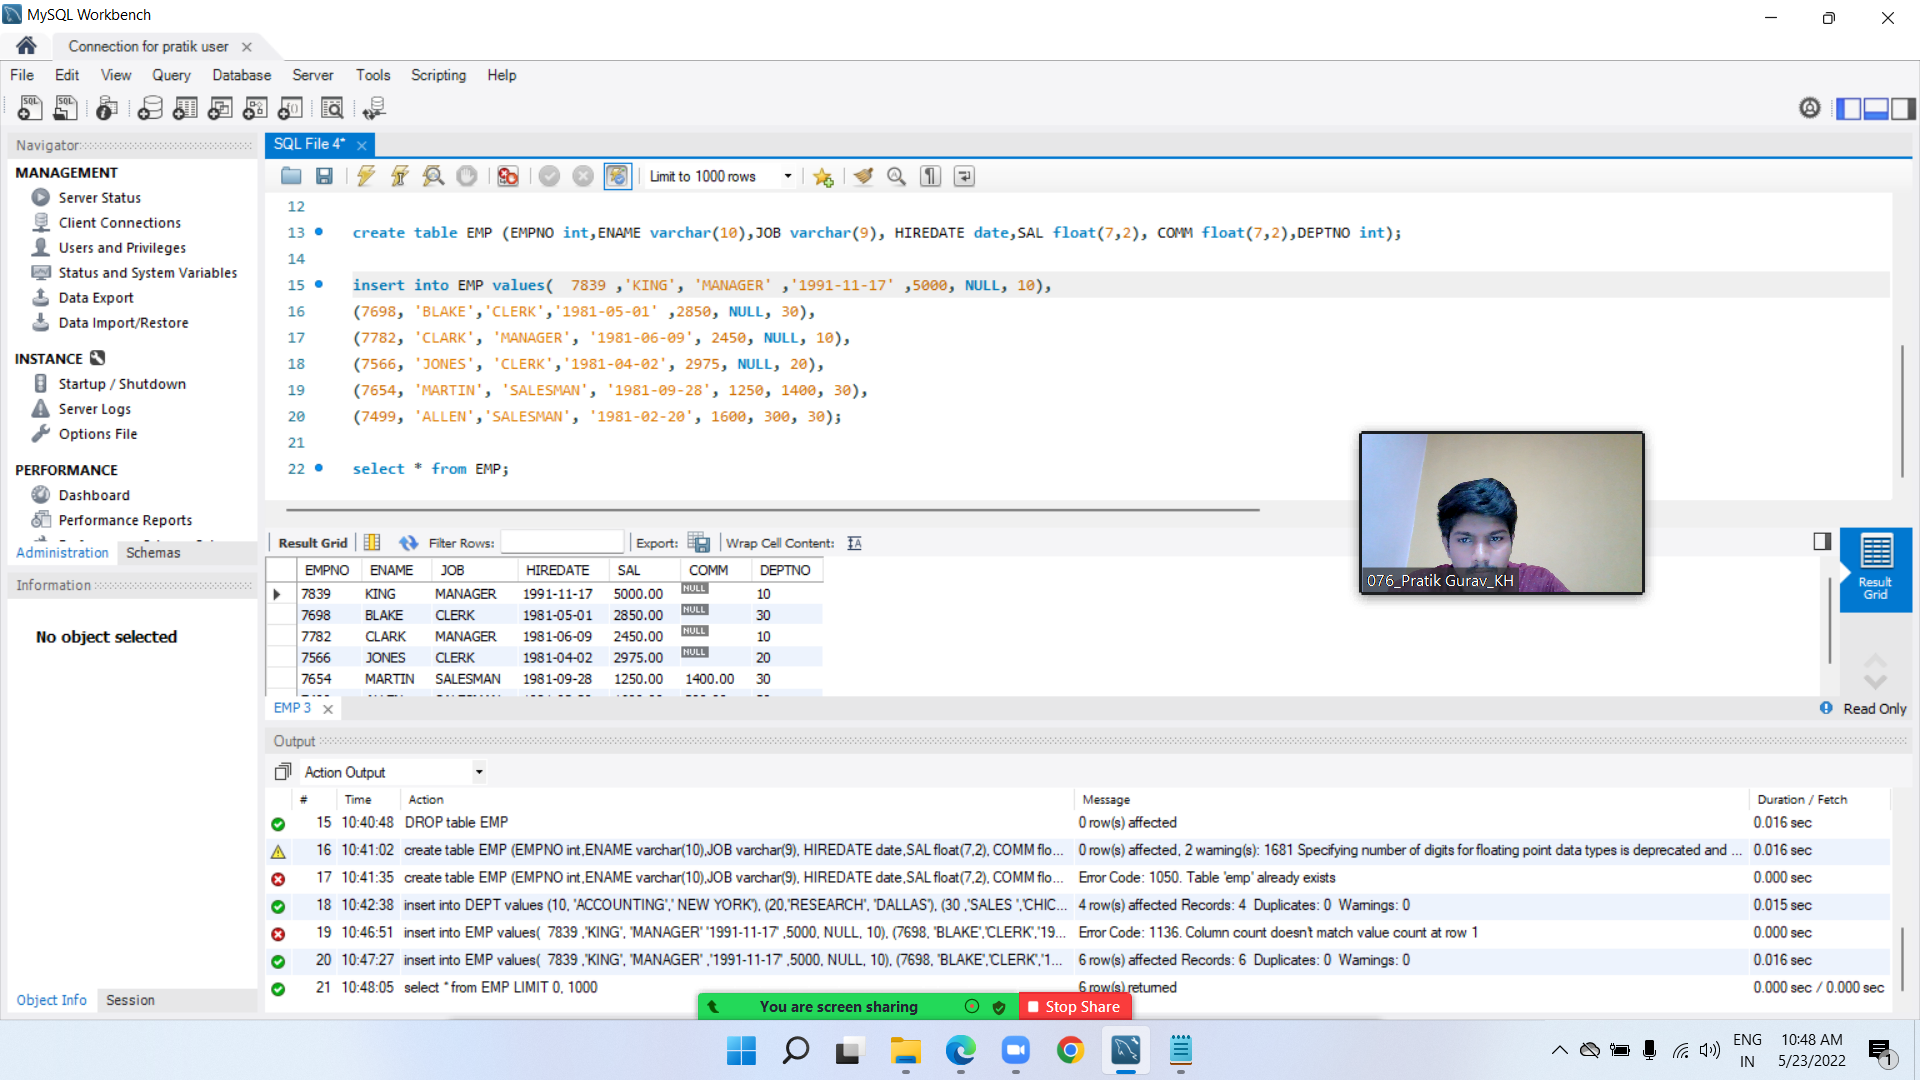 MySQL Workbench
Connection for pratik user
File Edit View Query Database Server Tools Scripting Help
Navigator
SQL File 4*
MANAGEMENT
Server Status
Client Connections
Users and Privileges
Status and System Variables
Data Export
Data Import/Restore
INSTANCE
Startup / Shutdown
Server Logs
Options File
PERFORMANCE
Dashboard
Performance Reports
Administration Schemas
Information
No object selected
Object Info Session
Limit to 1000 rows
12
13 create table EMP (EMPNO int,ENAME varchar(10),JOB varchar(9), HIREDATE date,SAL float(7,2), COMM float(7,2),DEPTNO int);
14
15 insert into EMP values(  7839 ,'KING', 'MANAGER' ,'1991-11-17' ,5000, NULL, 10),
16 (7698, 'BLAKE','CLERK','1981-05-01' ,2850, NULL, 30),
17 (7782, 'CLARK', 'MANAGER', '1981-06-09', 2450, NULL, 10),
18 (7566, 'JONES', 'CLERK','1981-04-02', 2975, NULL, 20),
19 (7654, 'MARTIN', 'SALESMAN', '1981-09-28', 1250, 1400, 30),
20 (7499, 'ALLEN','SALESMAN', '1981-02-20', 1600, 300, 30);
21
22 select * from EMP;
076_Pratik Gurav_KH
Result Grid Filter Rows: Export: Wrap Cell Content:
EMPNO ENAME JOB HIREDATE SAL COMM DEPTNO
7839 KING MANAGER 1991-11-17 5000.00 NULL 10
7698 BLAKE CLERK 1981-05-01 2850.00 NULL 30
7782 CLARK MANAGER 1981-06-09 2450.00 NULL 10
7566 JONES CLERK 1981-04-02 2975.00 NULL 20
7654 MARTIN SALESMAN 1981-09-28 1250.00 1400.00 30
Result
Grid
EMP 3
Read Only
Output
Action Output
# Time Action Message Duration / Fetch
15 10:40:48 DROP table EMP 0 row(s) affected 0.016 sec
16 10:41:02 create table EMP (EMPNO int,ENAME varchar(10),JOB varchar(9), HIREDATE date,SAL float(7,2), COMM flo... 0 row(s) affected, 2 warning(s): 1681 Specifying number of digits for floating point data types is deprecated and ... 0.016 sec
17 10:41:35 create table EMP (EMPNO int,ENAME varchar(10),JOB varchar(9), HIREDATE date,SAL float(7,2), COMM flo... Error Code: 1050. Table 'emp' already exists 0.000 sec
18 10:42:38 insert into DEPT values (10, 'ACCOUNTING',' NEW YORK'), (20,'RESEARCH', 'DALLAS'), (30 ,'SALES ','CHIC... 4 row(s) affected Records: 4  Duplicates: 0  Warnings: 0 0.015 sec
19 10:46:51 insert into EMP values(  7839 ,'KING', 'MANAGER' '1991-11-17' ,5000, NULL, 10), (7698, 'BLAKE','CLERK','19... Error Code: 1136. Column count doesn't match value count at row 1 0.000 sec
20 10:47:27 insert into EMP values(  7839 ,'KING', 'MANAGER' ,'1991-11-17' ,5000, NULL, 10), (7698, 'BLAKE','CLERK','1... 6 row(s) affected Records: 6  Duplicates: 0  Warnings: 0 0.016 sec
21 10:48:05 select * from EMP LIMIT 0, 1000 6 row(s) returned 0.000 sec / 0.000 sec
You are screen sharing Stop Share
ENG
IN
10:48 AM
5/23/2022
1